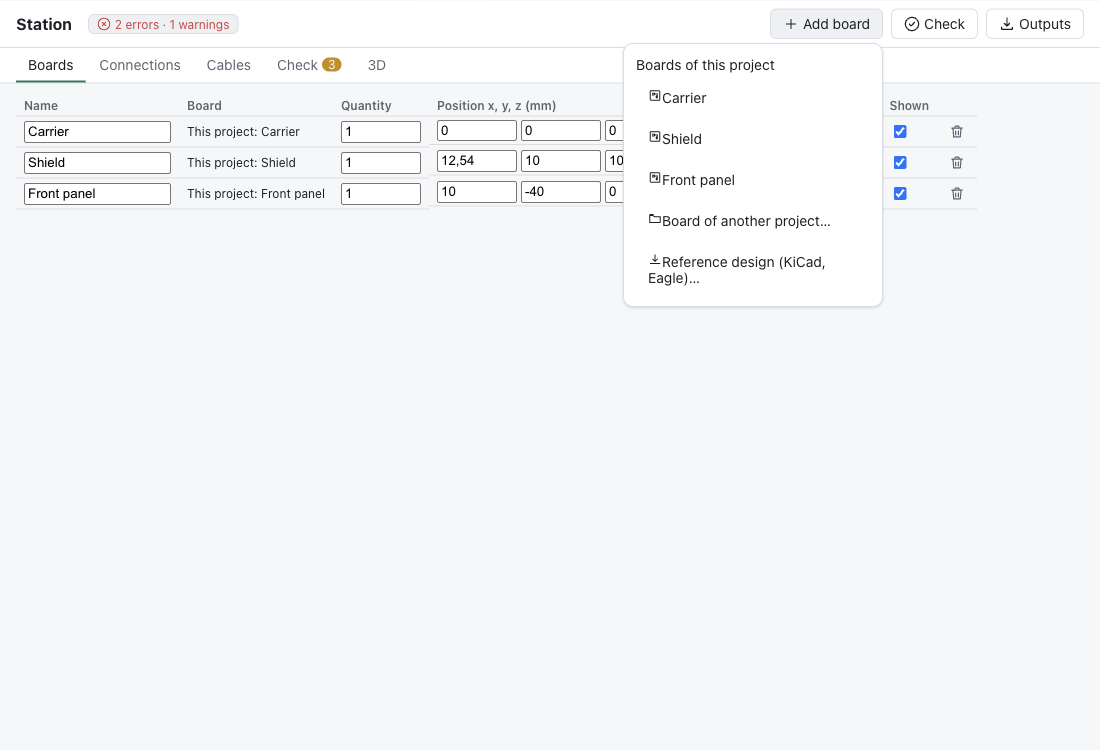 Station
2 errors · 1 warnings
Add board
Check
Outputs
Boards
Connections
Cables
Check 3
3D
Boards of this project
Carrier
Shield
Front panel
Board of another project...
Reference design (KiCad,
Eagle)...
Name Board Quantity Position x, y, z (mm) Shown
Carrier This project: Carrier 1 0 0 0
Shield This project: Shield 1 12,54 10 10
Front panel This project: Front panel 1 10 -40 0